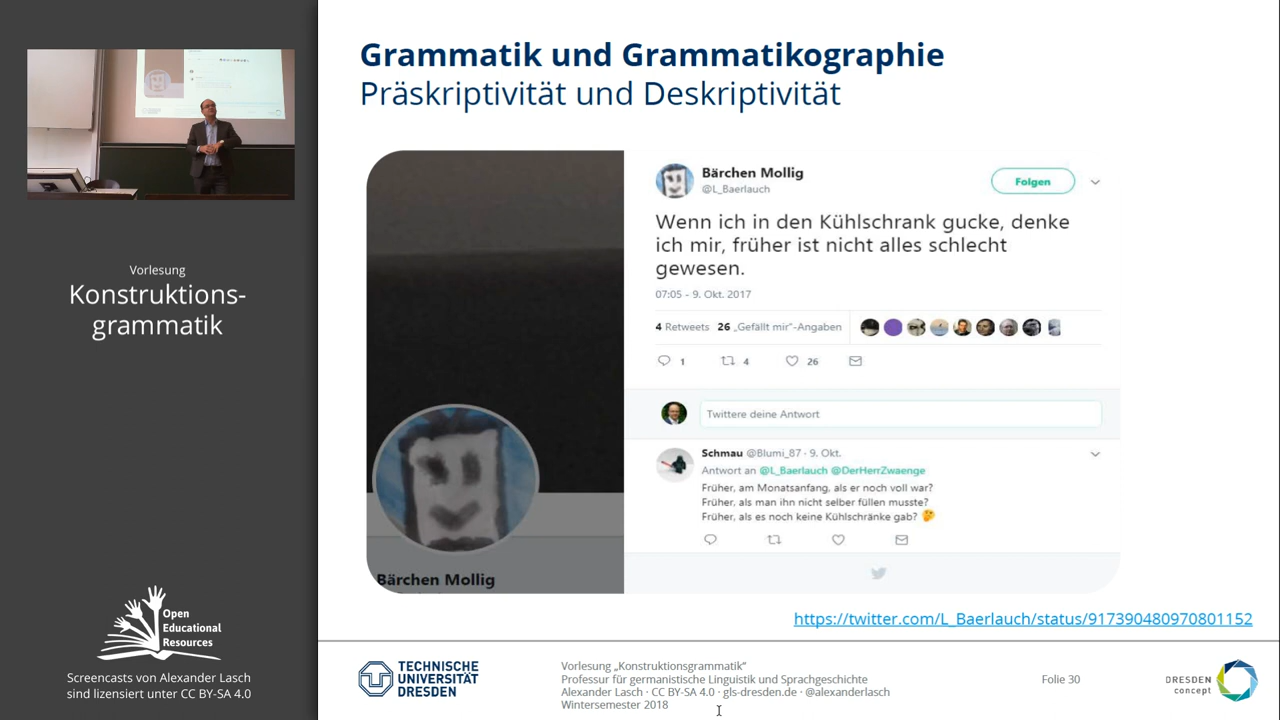 Grammatik und Grammatikographie
Präskriptivität und Deskriptivität
Vorlesung
Konstruktions-
grammatik
Open
Educational
Resources
Screencasts von Alexander Lasch
sind lizensiert unter CC BY-SA 4.0
Bärchen Mollig
Bärchen Mollig
@L_Baerlauch
Folgen
Wenn ich in den Kühlschrank gucke, denke
ich mir, früher ist nicht alles schlecht
gewesen.
07:05 - 9. Okt. 2017
4 Retweets 26 „Gefällt mir"-Angaben
1 4 26
Twittere deine Antwort
Schmau @Blumi_87 · 9. Okt.
Antwort an @L_Baerlauch @DerHerrZwaenge
Früher, am Monatsanfang, als er noch voll war?
Früher, als man ihn nicht selber füllen musste?
Früher, als es noch keine Kühlschränke gab? 🤔
https://twitter.com/L_Baerlauch/status/917390480970801152
TECHNISCHE
UNIVERSITÄT
DRESDEN
Vorlesung „Konstruktionsgrammatik"
Professur für germanistische Linguistik und Sprachgeschichte
Alexander Lasch · CC BY-SA 4.0 · gls-dresden.de · @alexanderlasch
Wintersemester 2018
Folie 30
DRESDEN
concept